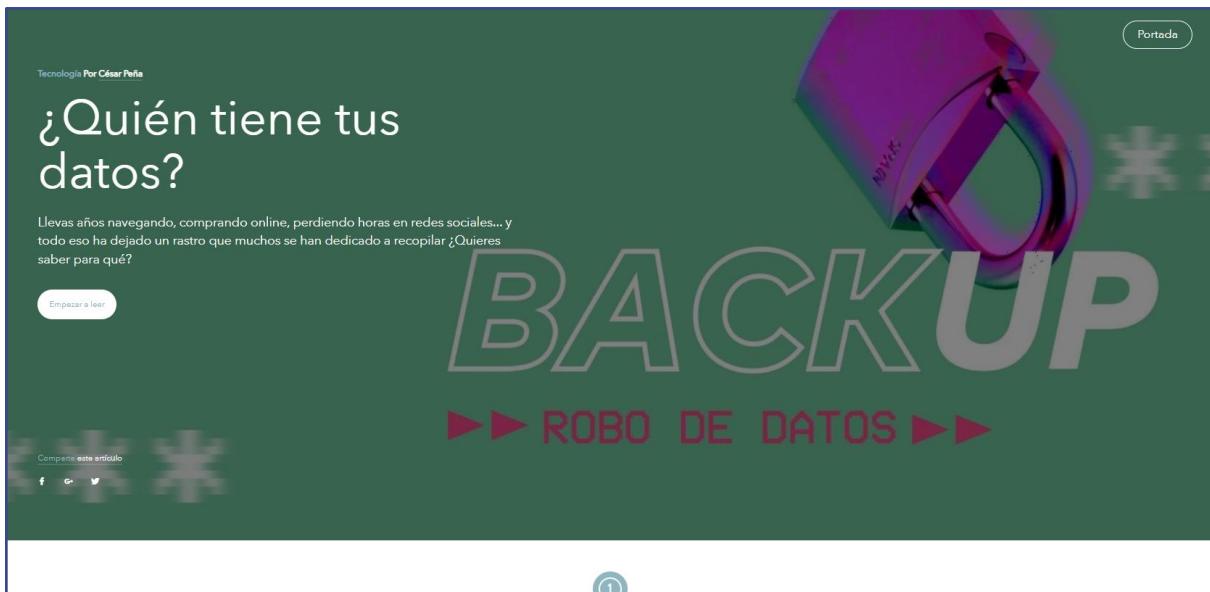 Portada
Tecnología Por César Peña
¿Quién tiene tus
datos?
Llevas años navegando, comprando online, perdiendo horas en redes sociales... y
todo eso ha dejado un rastro que muchos se han dedicado a recopilar ¿Quieres
saber para qué?
Empezar a leer
BACKUP
ROBO DE DATOS
Comparte este artículo
1